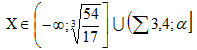 X ∈ (-∞; ∛(54/17)] ⋃ (∑ 3,4; α]